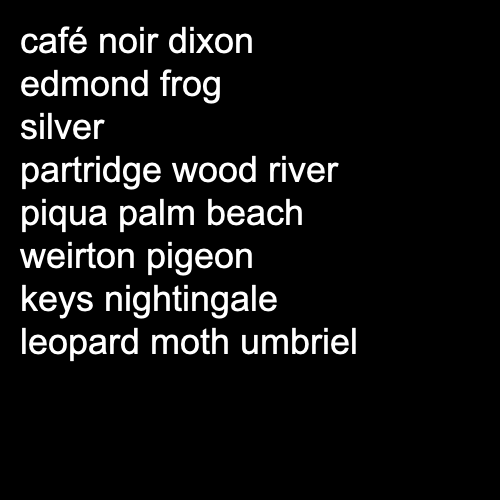 café noir dixon
edmond frog
silver
partridge wood river
piqua palm beach
weirton pigeon
keys nightingale
leopard moth umbriel